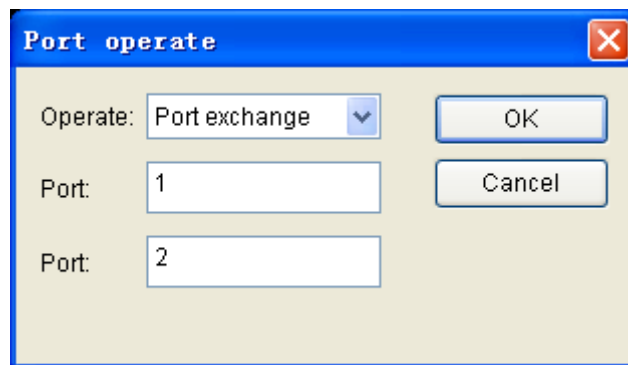 Port operate
Operate: Port exchange OK
Port: 1 Cancel
Port: 2